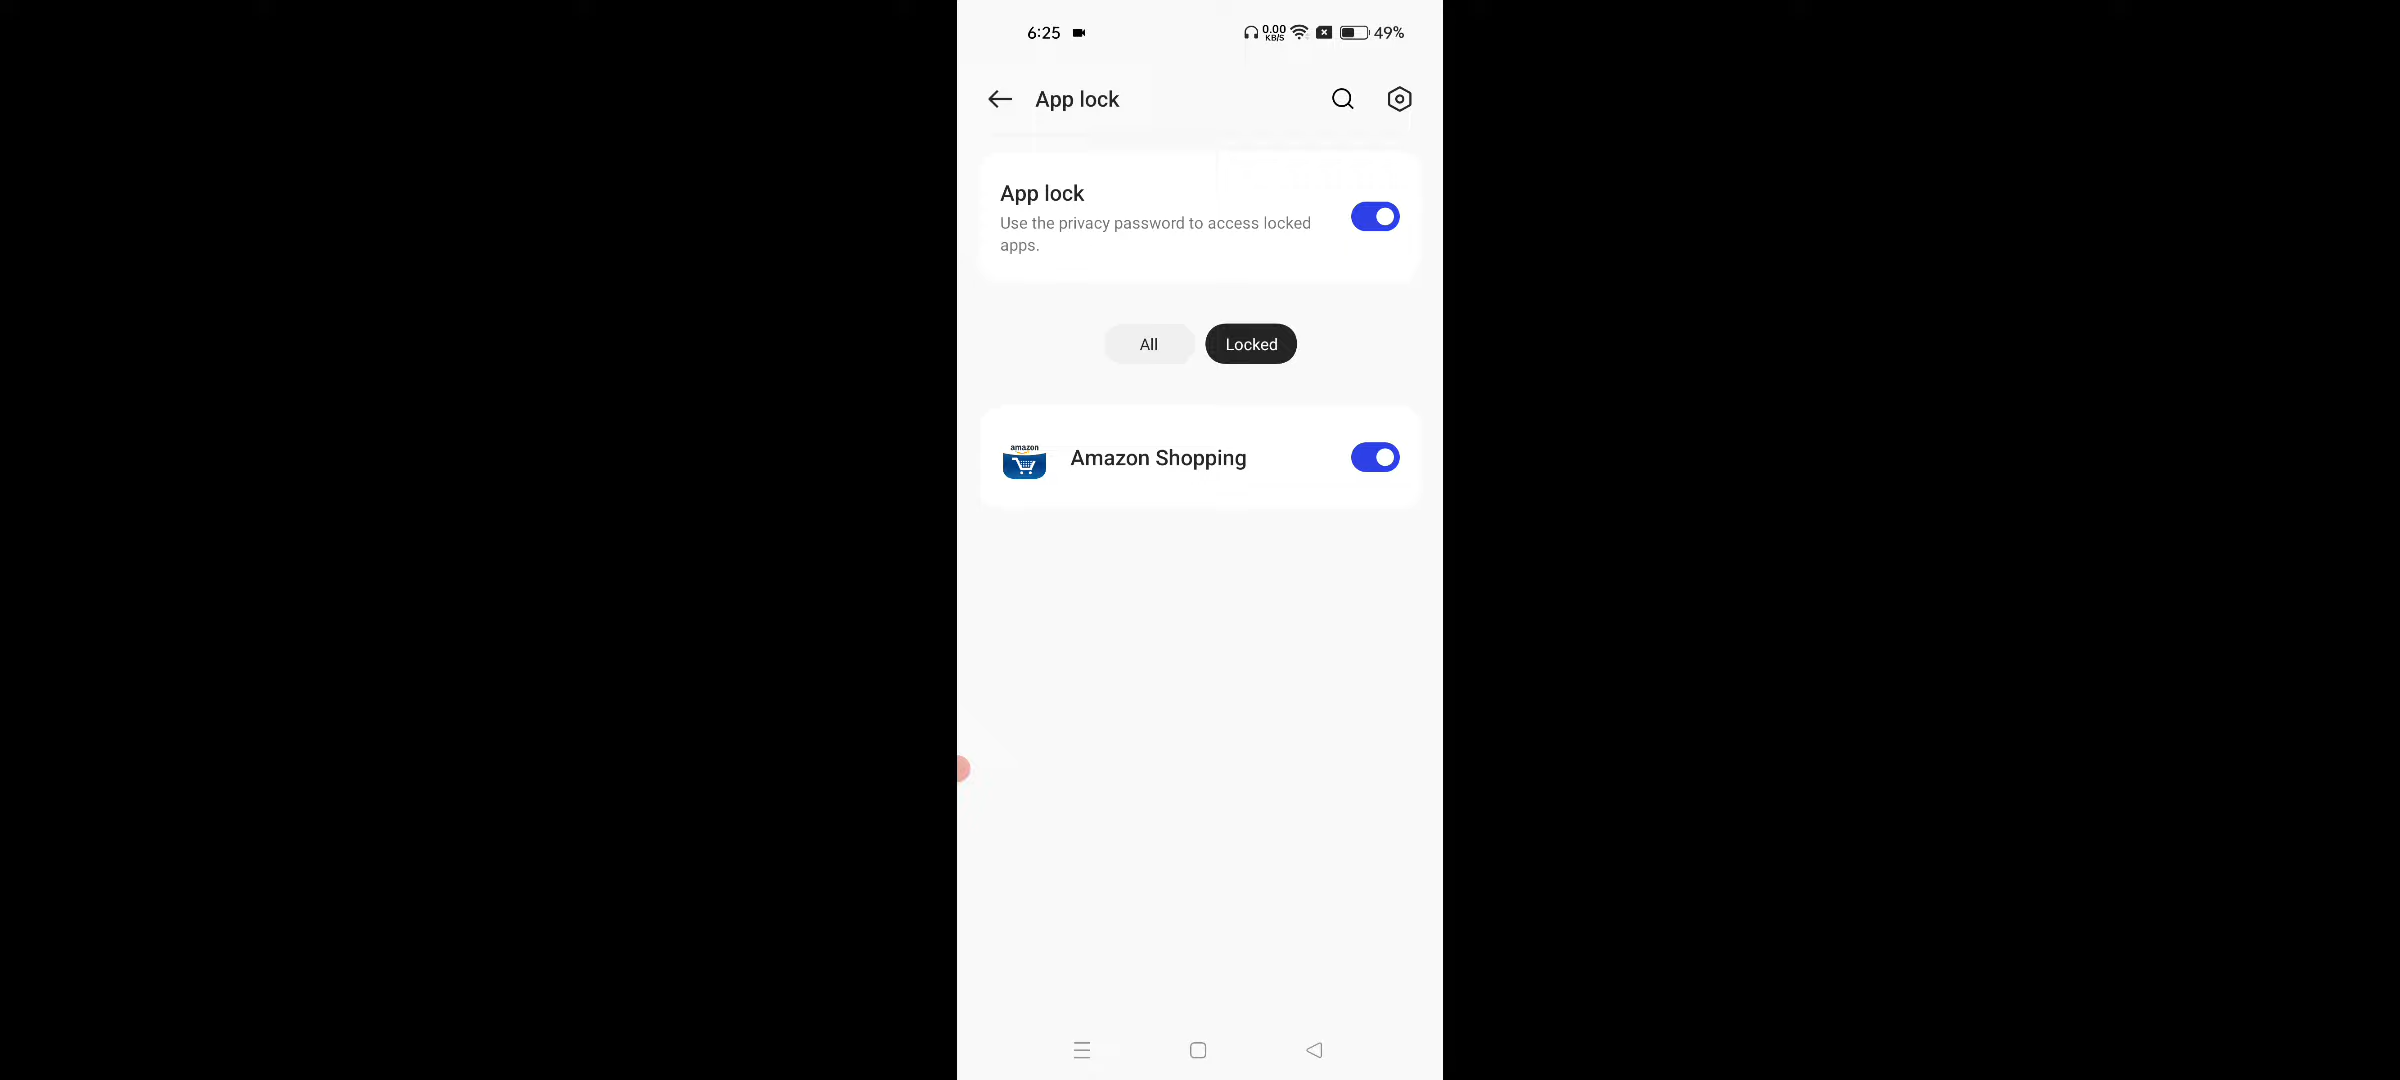 6:25
0.00
KB/S
49%
App lock
App lock
Use the privacy password to access locked
apps.
All
Locked
amazon
Amazon Shopping